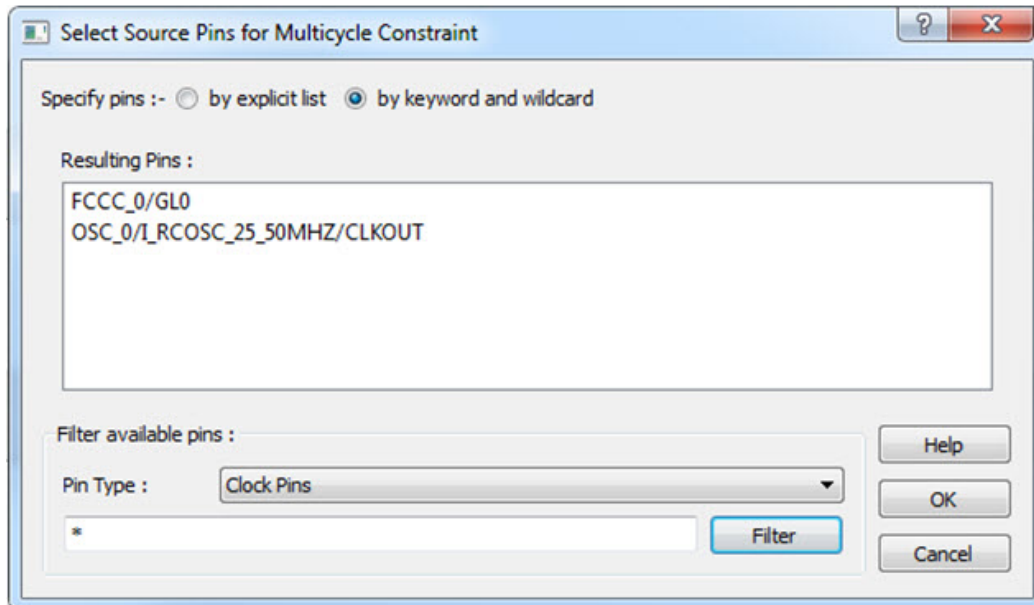 Select Source Pins for Multicycle Constraint
Specify pins :- by explicit list by keyword and wildcard
Resulting Pins :
FCCC_0/GL0
OSC_0/I_RCOSC_25_50MHZ/CLKOUT
Filter available pins :
Pin Type : Clock Pins
* Filter
Help
OK
Cancel